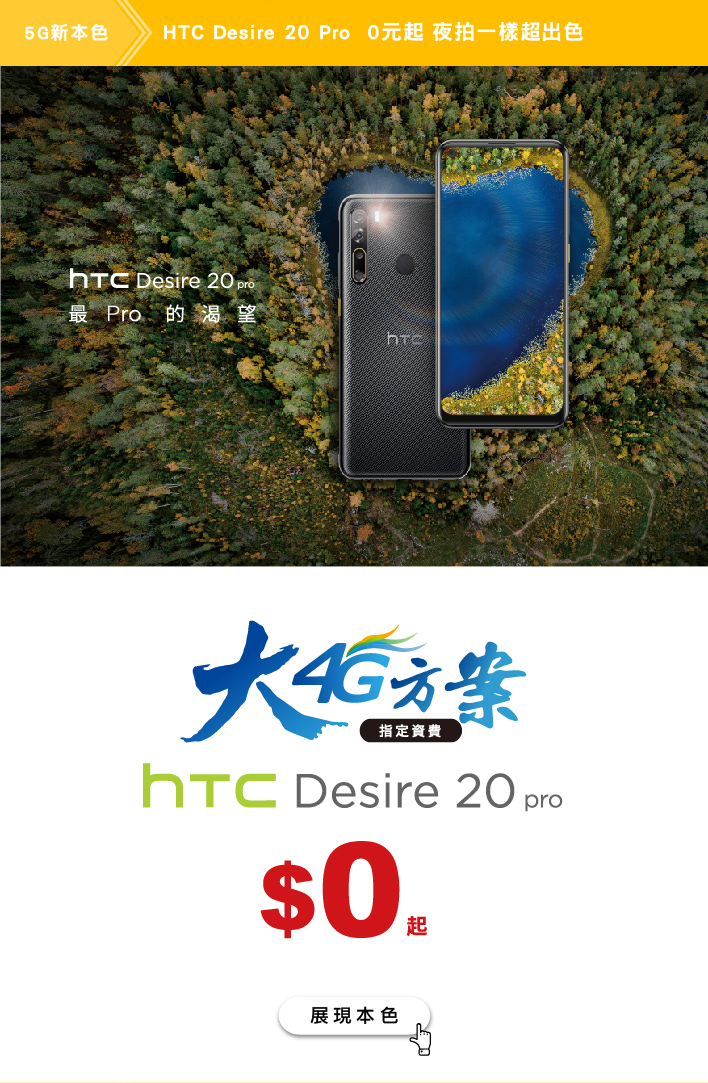 5G新本色
HTC Desire 20 Pro 0元起 夜拍一樣超出色
hTC Desire 20 pro
最 Pro 的渴望
hTC
大4G方案
指定資費
hTC Desire 20 pro
$0起
展現本色